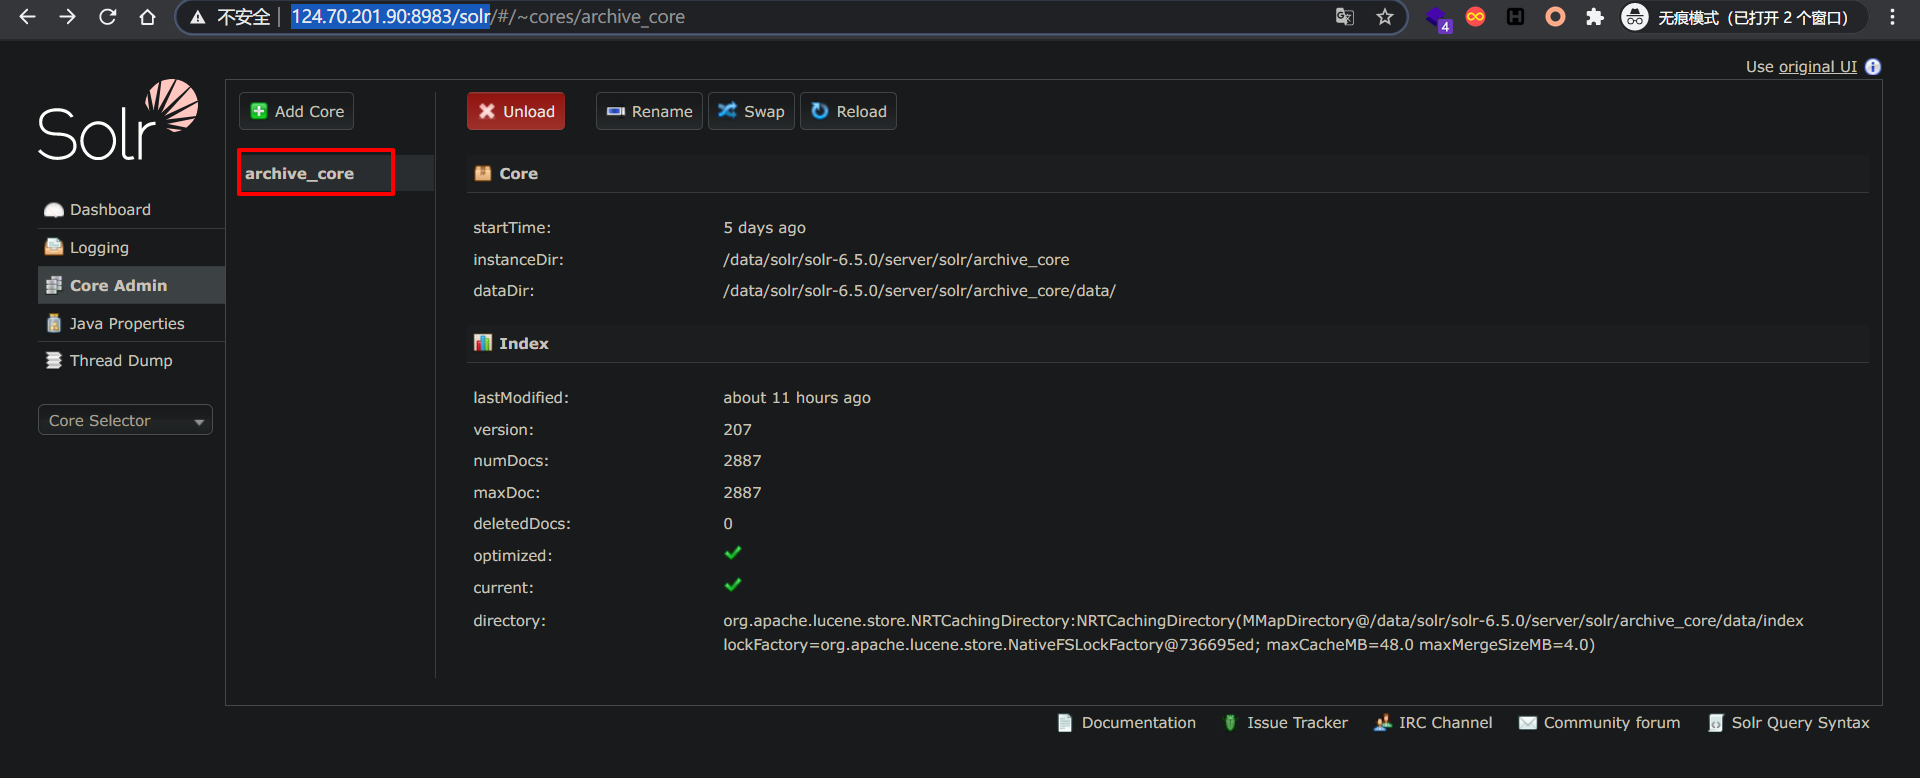 不安全 124.70.201.90:8983/solr/#/~cores/archive_core
4
无痕模式（已打开 2 个窗口）
Use original UI i
Solr
Dashboard
Logging
Core Admin
Java Properties
Thread Dump
Core Selector
Add Core
archive_core
Unload
Rename
Swap
Reload
Core
startTime: 5 days ago
instanceDir: /data/solr/solr-6.5.0/server/solr/archive_core
dataDir: /data/solr/solr-6.5.0/server/solr/archive_core/data/
Index
lastModified: about 11 hours ago
version: 207
numDocs: 2887
maxDoc: 2887
deletedDocs: 0
optimized:
current:
directory: org.apache.lucene.store.NRTCachingDirectory:NRTCachingDirectory(MMapDirectory@/data/solr/solr-6.5.0/server/solr/archive_core/data/index
lockFactory=org.apache.lucene.store.NativeFSLockFactory@736695ed; maxCacheMB=48.0 maxMergeSizeMB=4.0)
Documentation Issue Tracker IRC Channel Community forum Solr Query Syntax